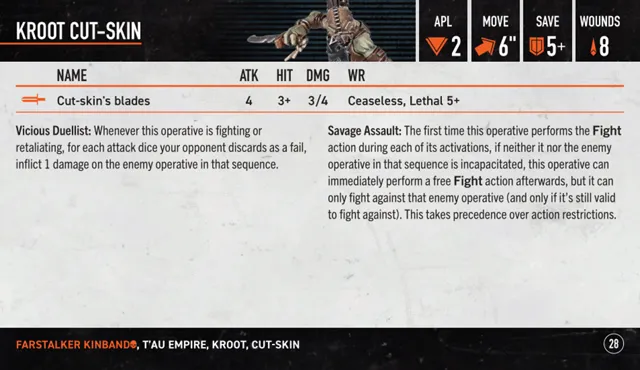 KROOT CUT-SKIN
APL
2
MOVE
6"
SAVE
5+
WOUNDS
8
NAME ATK HIT DMG WR
Cut-skin's blades 4 3+ 3/4 Ceaseless, Lethal 5+
Vicious Duellist: Whenever this operative is fighting or
retaliating, for each attack dice your opponent discards as a fail,
inflict 1 damage on the enemy operative in that sequence.
Savage Assault: The first time this operative performs the Fight
action during each of its activations, if neither it nor the enemy
operative in that sequence is incapacitated, this operative can
immediately perform a free Fight action afterwards, but it can
only fight against that enemy operative (and only if it's still valid
to fight against). This takes precedence over action restrictions.
FARSTALKER KINBAND, T'AU EMPIRE, KROOT, CUT-SKIN
28